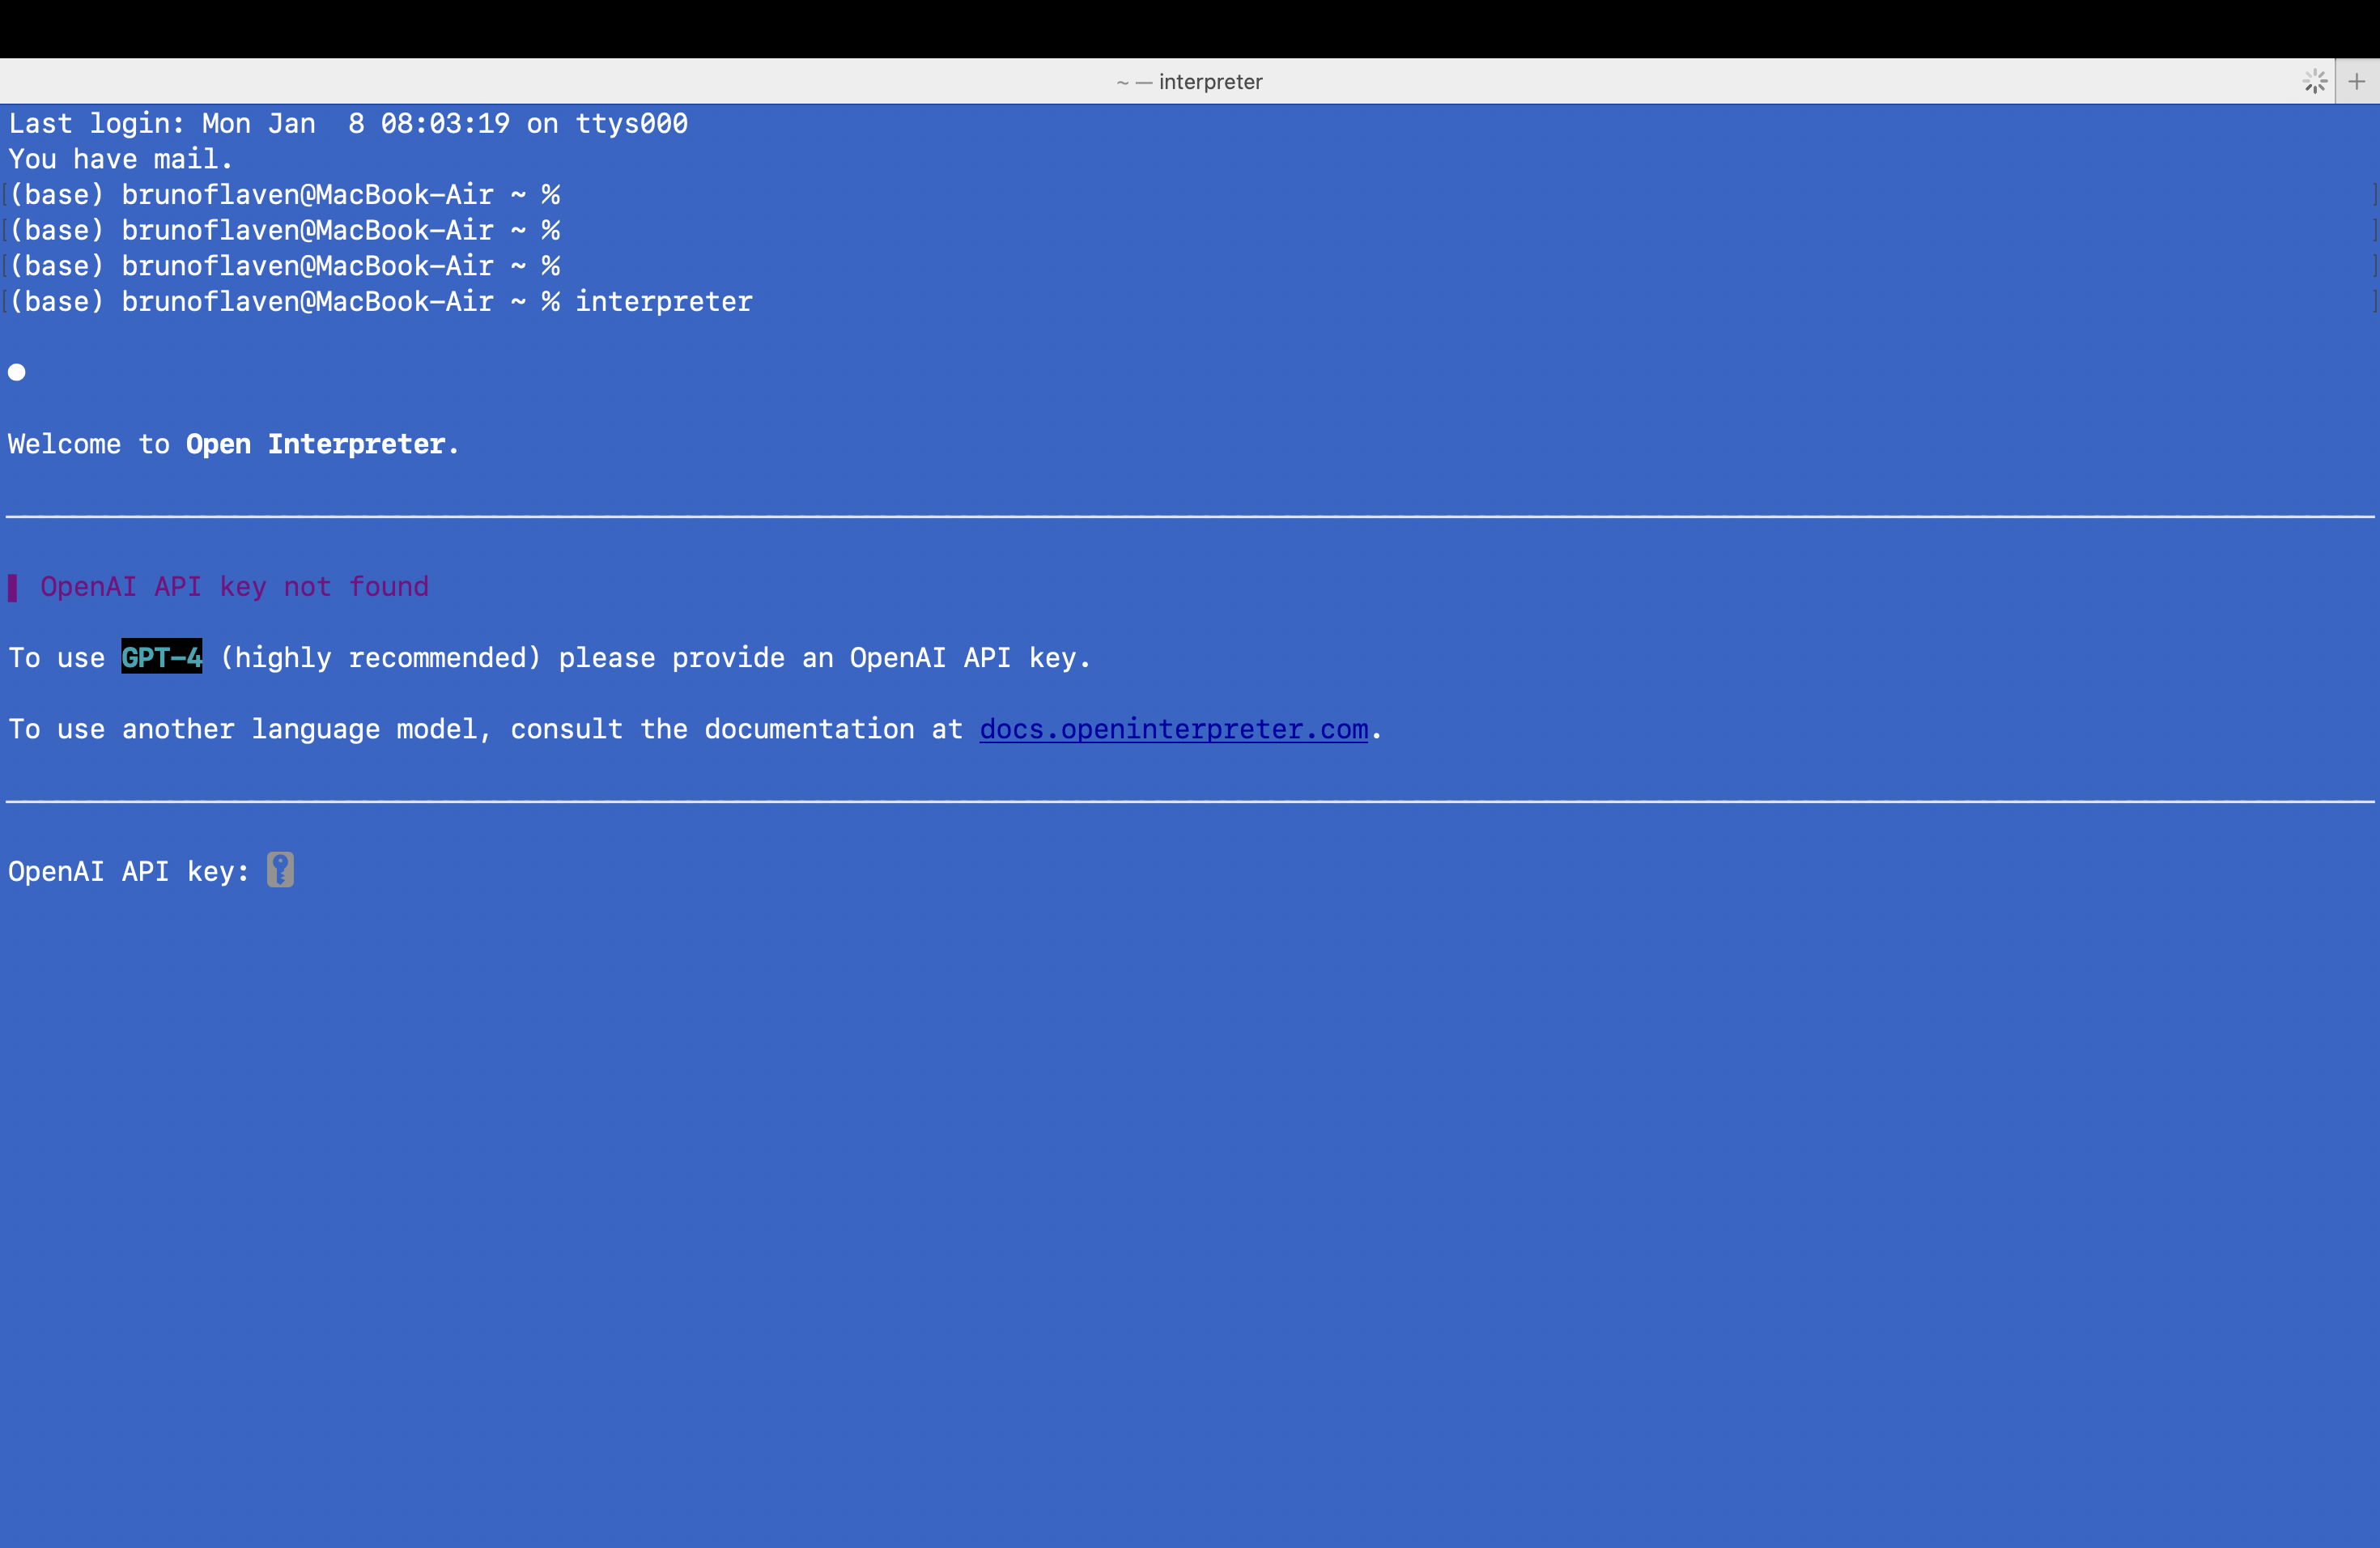 ~ — interpreter
Last login: Mon Jan  8 08:03:19 on ttys000
You have mail.
[(base) brunoflaven@MacBook-Air ~ % ]
[(base) brunoflaven@MacBook-Air ~ % ]
[(base) brunoflaven@MacBook-Air ~ % ]
[(base) brunoflaven@MacBook-Air ~ % interpreter ]
●
Welcome to Open Interpreter.
OpenAI API key not found
To use GPT-4 (highly recommended) please provide an OpenAI API key.
To use another language model, consult the documentation at docs.openinterpreter.com.
OpenAI API key: